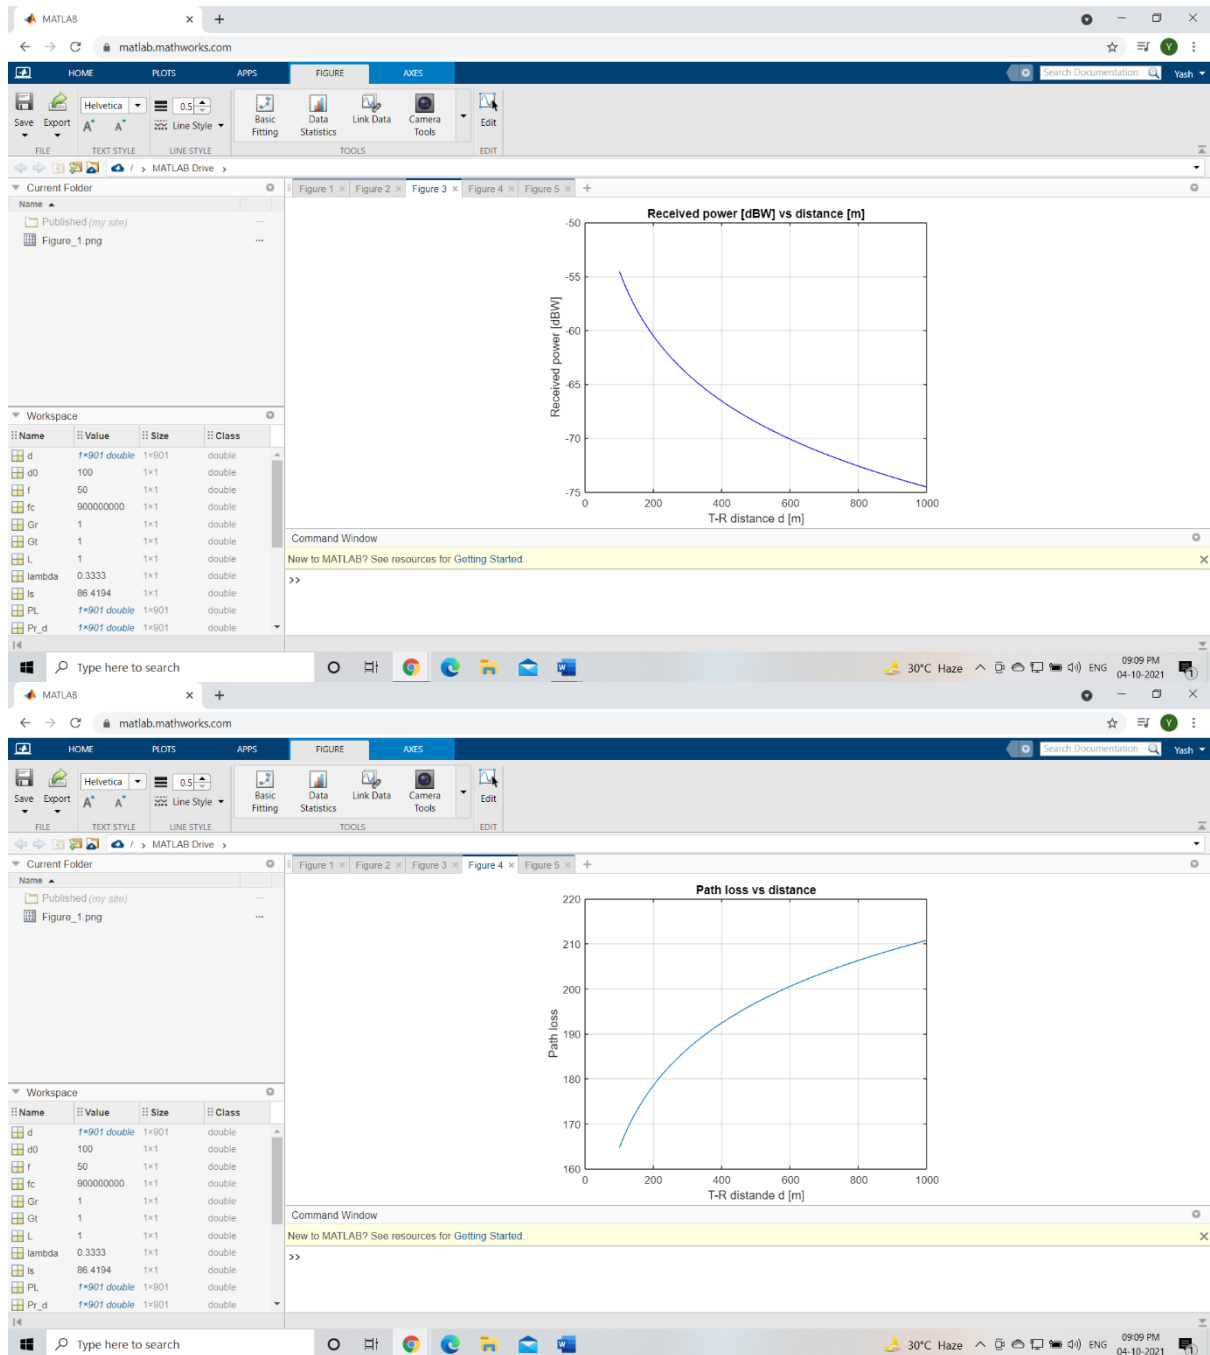 MATLAB
matlab.mathworks.com
HOME PLOTS APPS FIGURE AXES Search Documentation Yash
Save Export Helvetica 0.5 Line Style Basic Fitting Data Statistics Link Data Camera Tools Edit
A A
FILE TEXT STYLE LINE STYLE TOOLS EDIT
/ › MATLAB Drive ›
Current Folder
Name
Published (my site)
Figure_1.png
Figure 1 Figure 2 Figure 3 Figure 4 Figure 5
Received power [dBW] vs distance [m]
Received power [dBW]
-50
-55
-60
-65
-70
-75
0 200 400 600 800 1000
T-R distance d [m]
Workspace
Name Value Size Class
d 1×901 double 1×901 double
d0 100 1×1 double
f 50 1×1 double
fc 900000000 1×1 double
Gr 1 1×1 double
Gt 1 1×1 double
L 1 1×1 double
lambda 0.3333 1×1 double
ls 86.4194 1×1 double
PL 1×901 double 1×901 double
Pr_d 1×901 double 1×901 double
Command Window
New to MATLAB? See resources for Getting Started.
>>
Type here to search
30°C Haze ENG 09:09 PM
04-10-2021
MATLAB
matlab.mathworks.com
HOME PLOTS APPS FIGURE AXES Search Documentation Yash
Save Export Helvetica 0.5 Line Style Basic Fitting Data Statistics Link Data Camera Tools Edit
A A
FILE TEXT STYLE LINE STYLE TOOLS EDIT
/ › MATLAB Drive ›
Current Folder
Name
Published (my site)
Figure_1.png
Figure 1 Figure 2 Figure 3 Figure 4 Figure 5
Path loss vs distance
Path loss
220
210
200
190
180
170
160
0 200 400 600 800 1000
T-R distande d [m]
Workspace
Name Value Size Class
d 1×901 double 1×901 double
d0 100 1×1 double
f 50 1×1 double
fc 900000000 1×1 double
Gr 1 1×1 double
Gt 1 1×1 double
L 1 1×1 double
lambda 0.3333 1×1 double
ls 86.4194 1×1 double
PL 1×901 double 1×901 double
Pr_d 1×901 double 1×901 double
Command Window
New to MATLAB? See resources for Getting Started.
>>
Type here to search
30°C Haze ENG 09:09 PM
04-10-2021